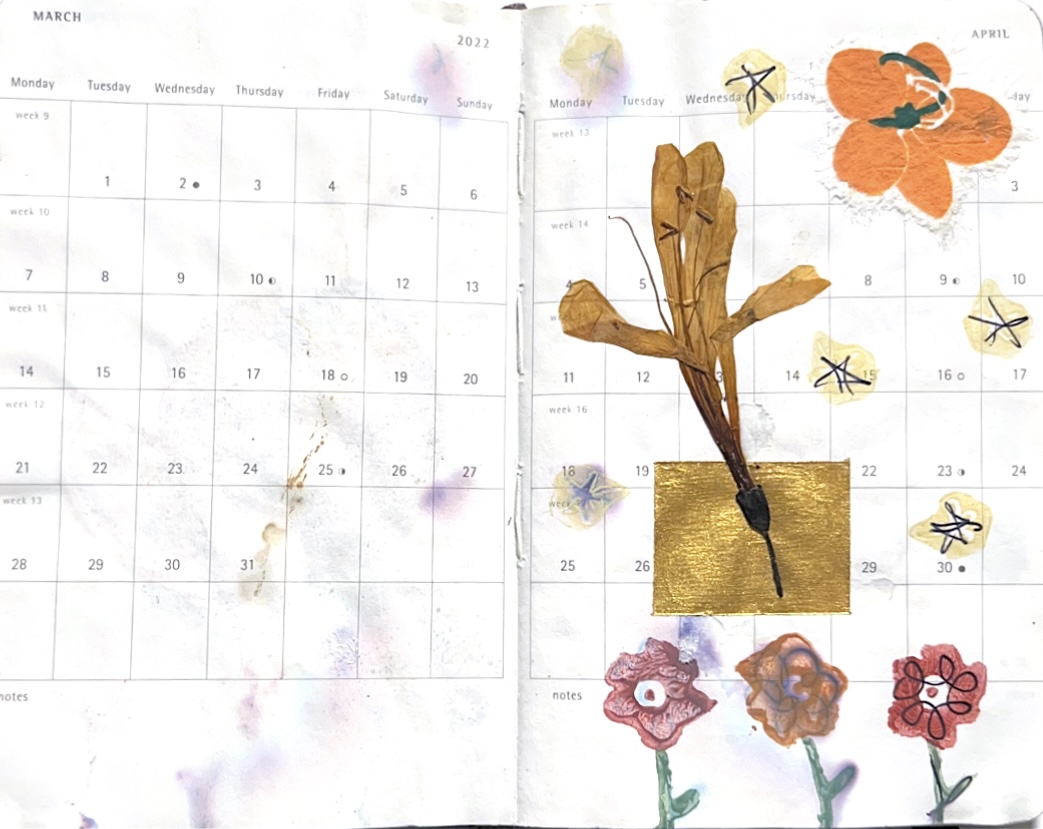 MARCH
2022
Monday Tuesday Wednesday Thursday Friday Saturday Sunday
week 9
1 2 3 4 5 6
week 10
7 8 9 10 11 12 13
week 11
14 15 16 17 18 19 20
week 12
21 22 23 24 25 26 27
week 13
28 29 30 31
notes
APRIL
Monday Tuesday Wednesday
week 13
3
week 14
4 5 8 9 10
11 12 14 15 16 17
week 16
18 19 22 23 24
week
25 26 29 30
notes